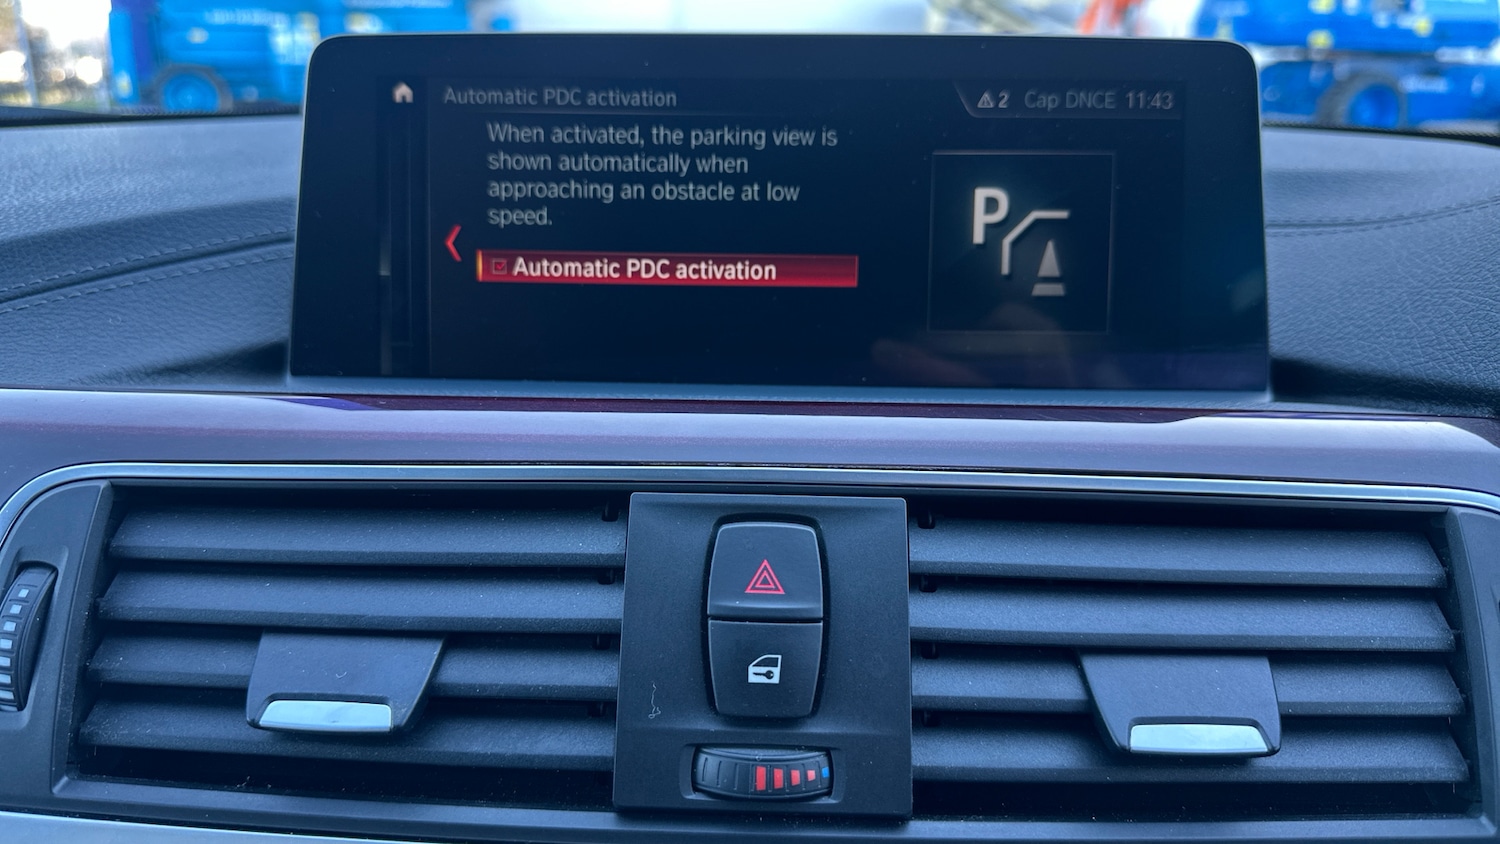 Automatic PDC activation
2 Cap DNCE 11:43
When activated, the parking view is
shown automatically when
approaching an obstacle at low
speed.
Automatic PDC activation
P